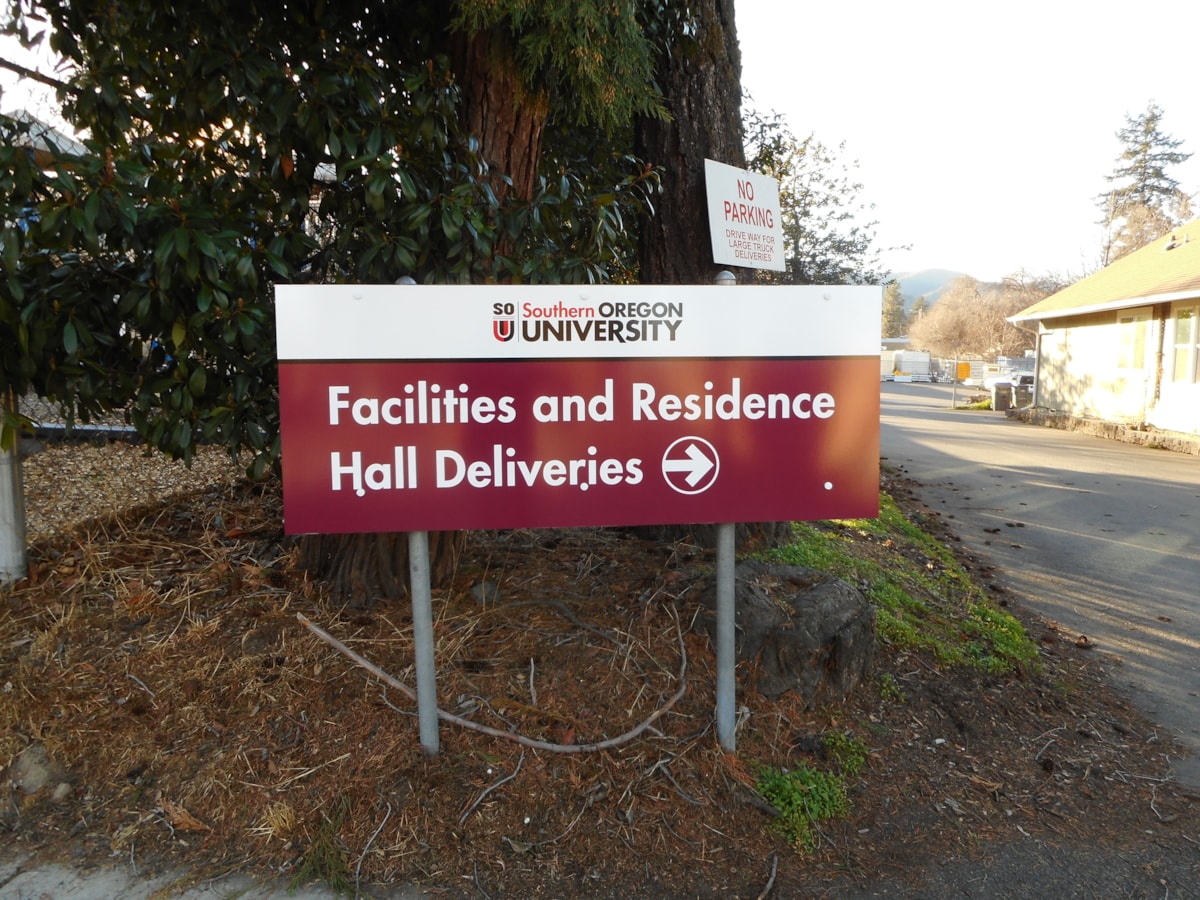 NO
PARKING
DRIVE WAY FOR
LARGE TRUCK
DELIVERIES
SO
U
Southern OREGON
UNIVERSITY
Facilities and Residence
Hall Deliveries